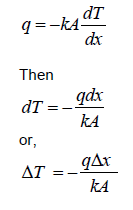 q = −kA dT/dx
Then
dT = − qdx/kA
or,
ΔT = − qΔx/kA